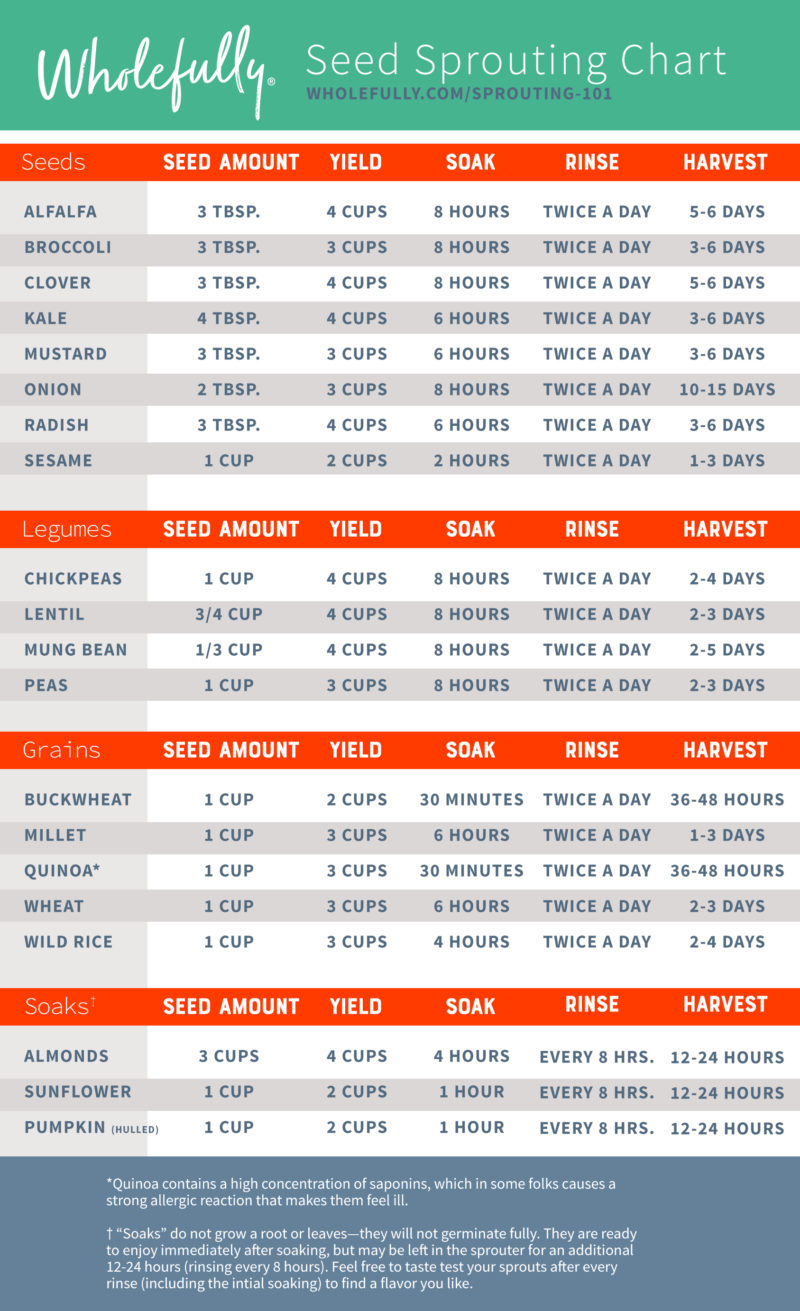 Wholefully®
Seed Sprouting Chart
WHOLEFULLY.COM/SPROUTING-101
Seeds SEED AMOUNT YIELD SOAK RINSE HARVEST
ALFALFA 3 TBSP. 4 CUPS 8 HOURS TWICE A DAY 5-6 DAYS
BROCCOLI 3 TBSP. 3 CUPS 8 HOURS TWICE A DAY 3-6 DAYS
CLOVER 3 TBSP. 4 CUPS 8 HOURS TWICE A DAY 5-6 DAYS
KALE 4 TBSP. 4 CUPS 6 HOURS TWICE A DAY 3-6 DAYS
MUSTARD 3 TBSP. 3 CUPS 6 HOURS TWICE A DAY 3-6 DAYS
ONION 2 TBSP. 3 CUPS 8 HOURS TWICE A DAY 10-15 DAYS
RADISH 3 TBSP. 4 CUPS 6 HOURS TWICE A DAY 3-6 DAYS
SESAME 1 CUP 2 CUPS 2 HOURS TWICE A DAY 1-3 DAYS
Legumes SEED AMOUNT YIELD SOAK RINSE HARVEST
CHICKPEAS 1 CUP 4 CUPS 8 HOURS TWICE A DAY 2-4 DAYS
LENTIL 3/4 CUP 4 CUPS 8 HOURS TWICE A DAY 2-3 DAYS
MUNG BEAN 1/3 CUP 4 CUPS 8 HOURS TWICE A DAY 2-5 DAYS
PEAS 1 CUP 3 CUPS 8 HOURS TWICE A DAY 2-3 DAYS
Grains SEED AMOUNT YIELD SOAK RINSE HARVEST
BUCKWHEAT 1 CUP 2 CUPS 30 MINUTES TWICE A DAY 36-48 HOURS
MILLET 1 CUP 3 CUPS 6 HOURS TWICE A DAY 1-3 DAYS
QUINOA* 1 CUP 3 CUPS 30 MINUTES TWICE A DAY 36-48 HOURS
WHEAT 1 CUP 3 CUPS 6 HOURS TWICE A DAY 2-3 DAYS
WILD RICE 1 CUP 3 CUPS 4 HOURS TWICE A DAY 2-4 DAYS
Soaks† SEED AMOUNT YIELD SOAK RINSE HARVEST
ALMONDS 3 CUPS 4 CUPS 4 HOURS EVERY 8 HRS. 12-24 HOURS
SUNFLOWER 1 CUP 2 CUPS 1 HOUR EVERY 8 HRS. 12-24 HOURS
PUMPKIN (HULLED) 1 CUP 2 CUPS 1 HOUR EVERY 8 HRS. 12-24 HOURS
*Quinoa contains a high concentration of saponins, which in some folks causes a
strong allergic reaction that makes them feel ill.
† “Soaks” do not grow a root or leaves—they will not germinate fully. They are ready
to enjoy immediately after soaking, but may be left in the sprouter for an additional
12-24 hours (rinsing every 8 hours). Feel free to taste test your sprouts after every
rinse (including the intial soaking) to find a flavor you like.